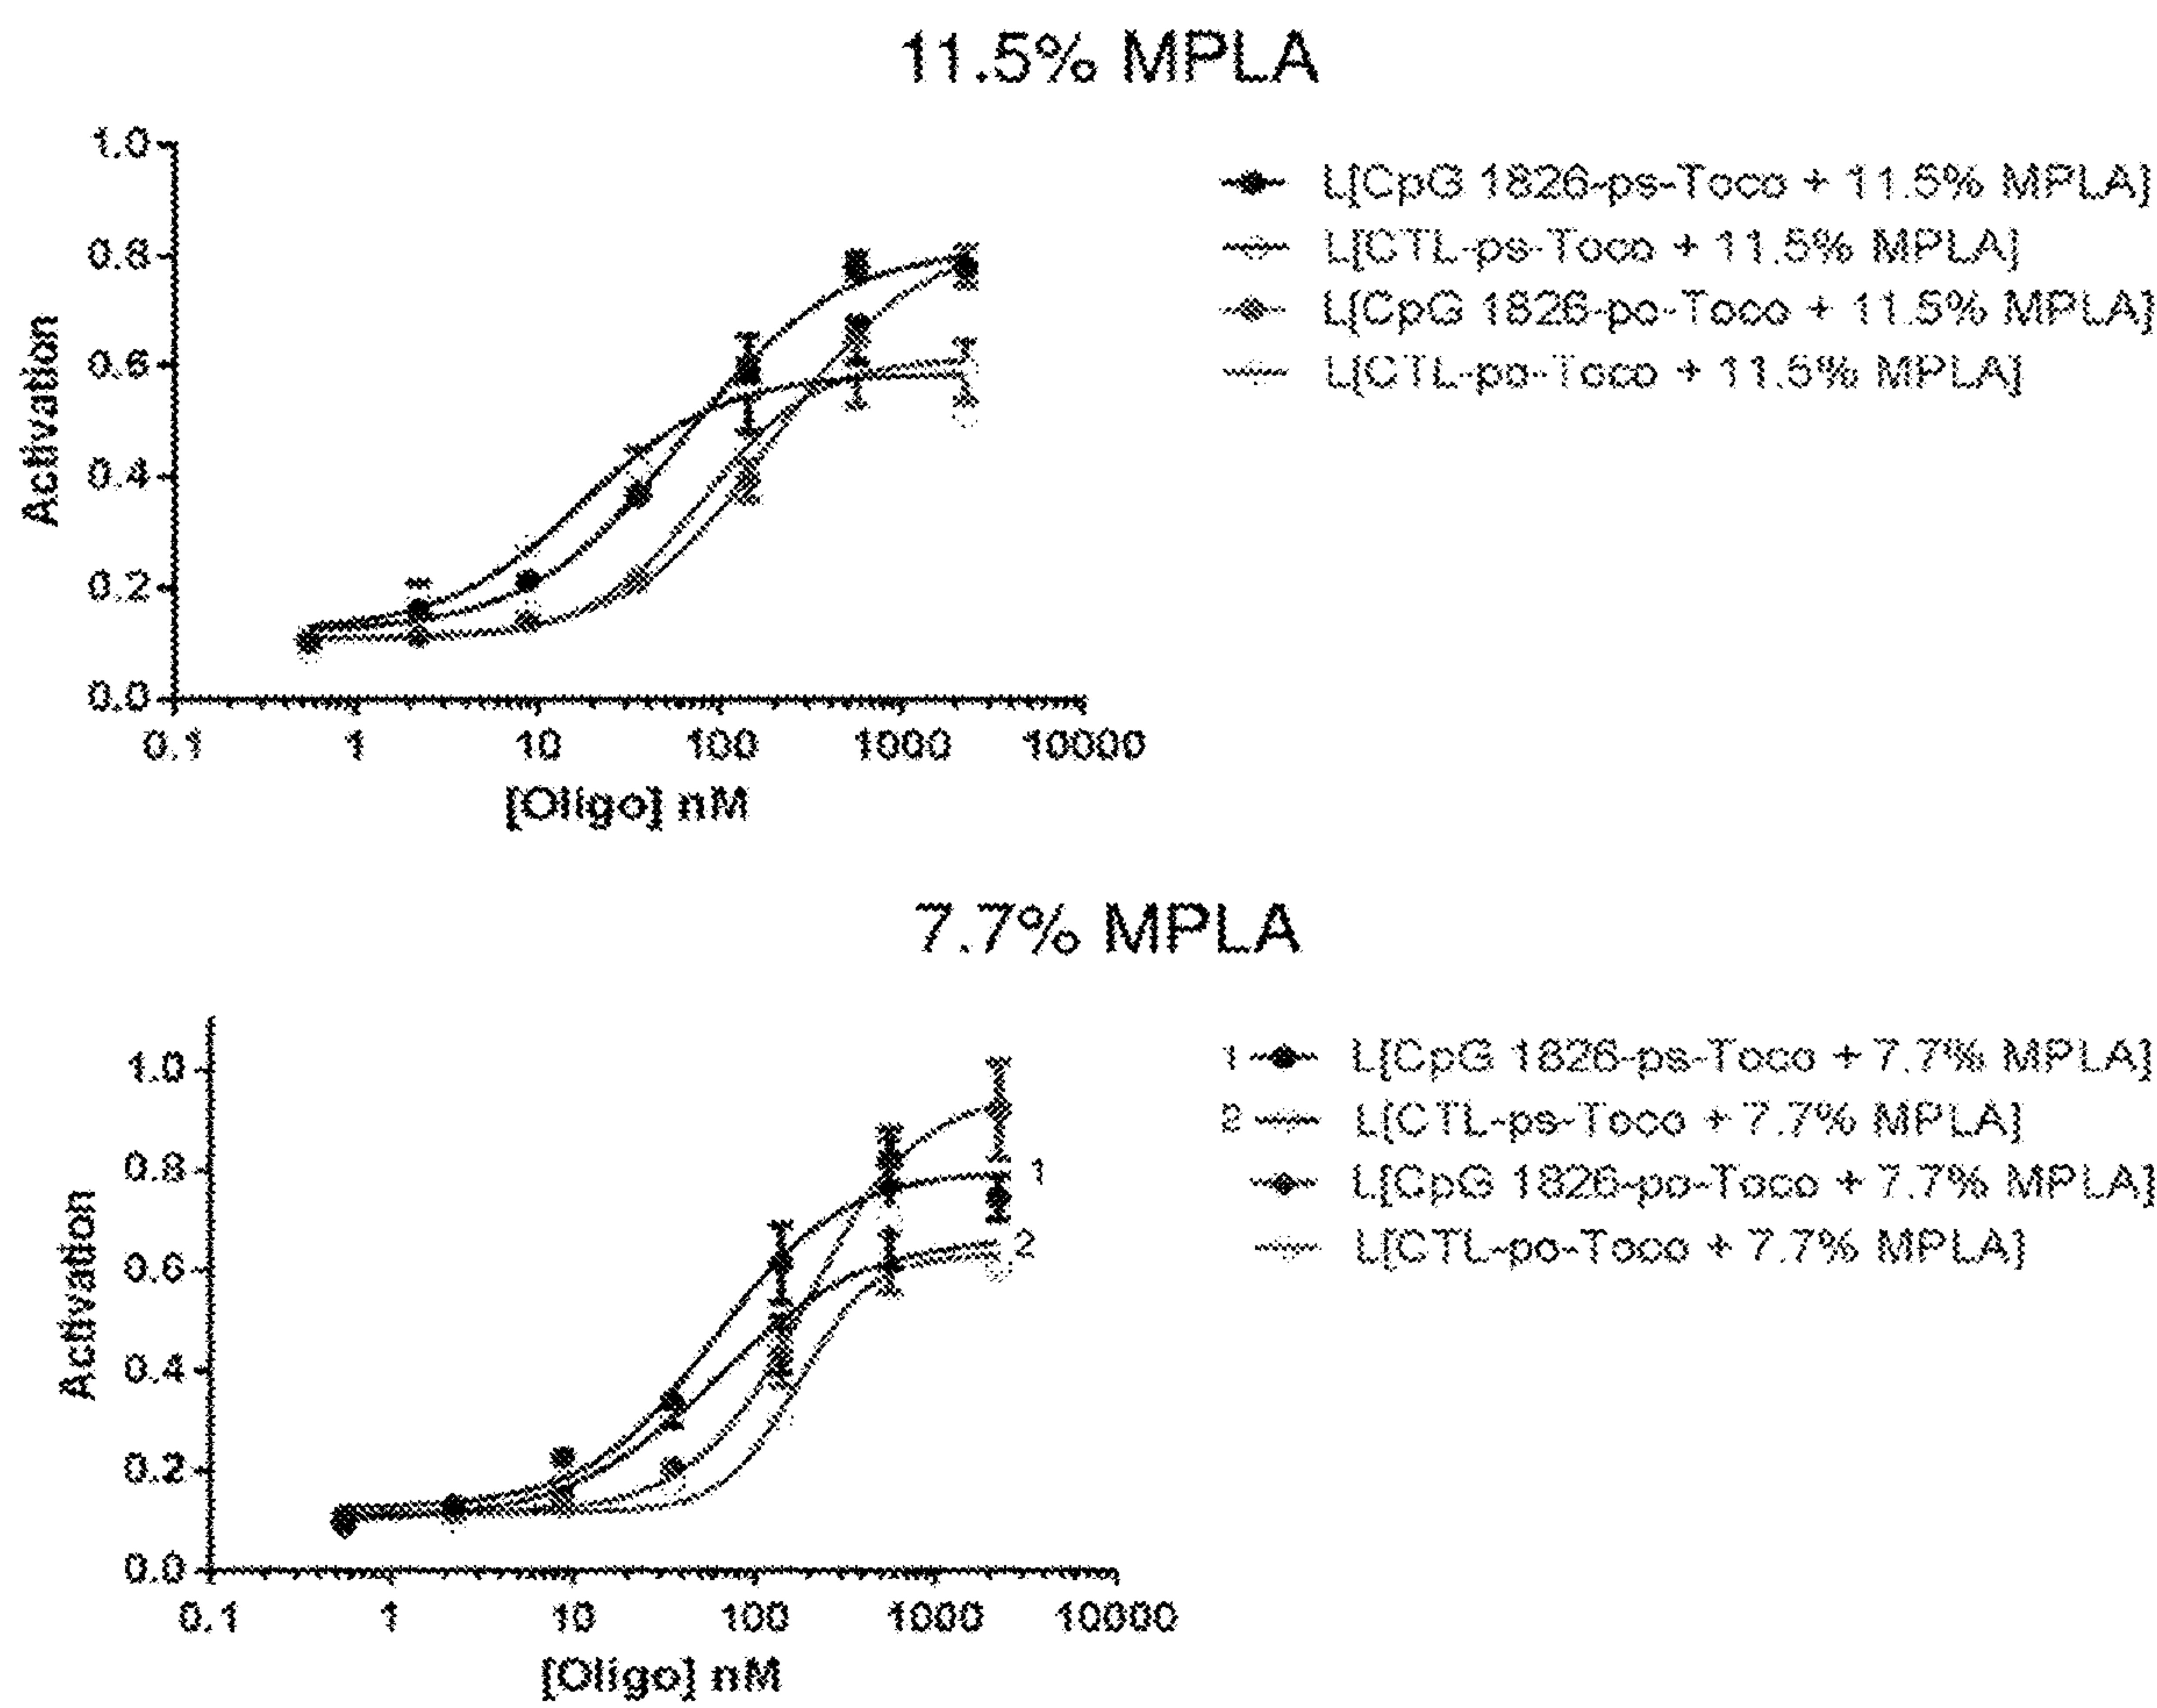 11.5% MPLA
1.0
0.8
0.6
0.4
0.2
0.0
Activation
0.1 1 10 100 1000 10000
[Oligo] nM
L[CpG 1826-ps-Toco + 11.5% MPLA]
L[CTL-ps-Toco + 11.5% MPLA]
L[CpG 1826-po-Toco + 11.5% MPLA]
L[CTL-po-Toco + 11.5% MPLA]
7.7% MPLA
1.0
0.8
0.6
0.4
0.2
0.0
Activation
0.1 1 10 100 1000 10000
[Oligo] nM
1
2
1 L[CpG 1826-ps-Toco + 7.7% MPLA]
2 L[CTL-ps-Toco + 7.7% MPLA]
L[CpG 1826-po-Toco + 7.7% MPLA]
L[CTL-po-Toco + 7.7% MPLA]